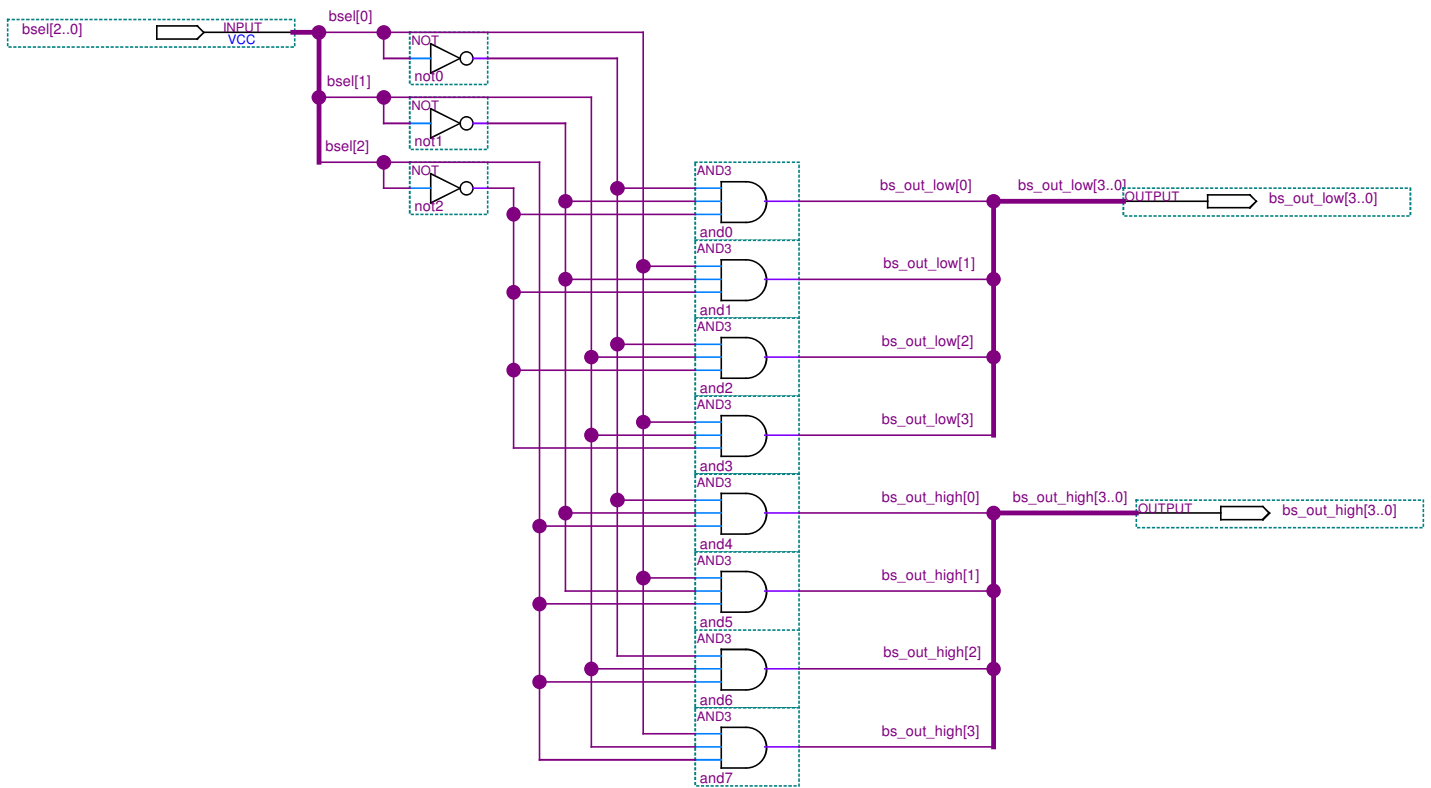 bsel[2..0]
INPUT
VCC
bsel[0]
NOT
not0
bsel[1]
NOT
not1
bsel[2]
NOT
not2
AND3
and0
bs_out_low[0]
bs_out_low[3..0]
OUTPUT
bs_out_low[3..0]
AND3
and1
bs_out_low[1]
AND3
and2
bs_out_low[2]
AND3
and3
bs_out_low[3]
AND3
and4
bs_out_high[0]
bs_out_high[3..0]
OUTPUT
bs_out_high[3..0]
AND3
and5
bs_out_high[1]
AND3
and6
bs_out_high[2]
AND3
and7
bs_out_high[3]